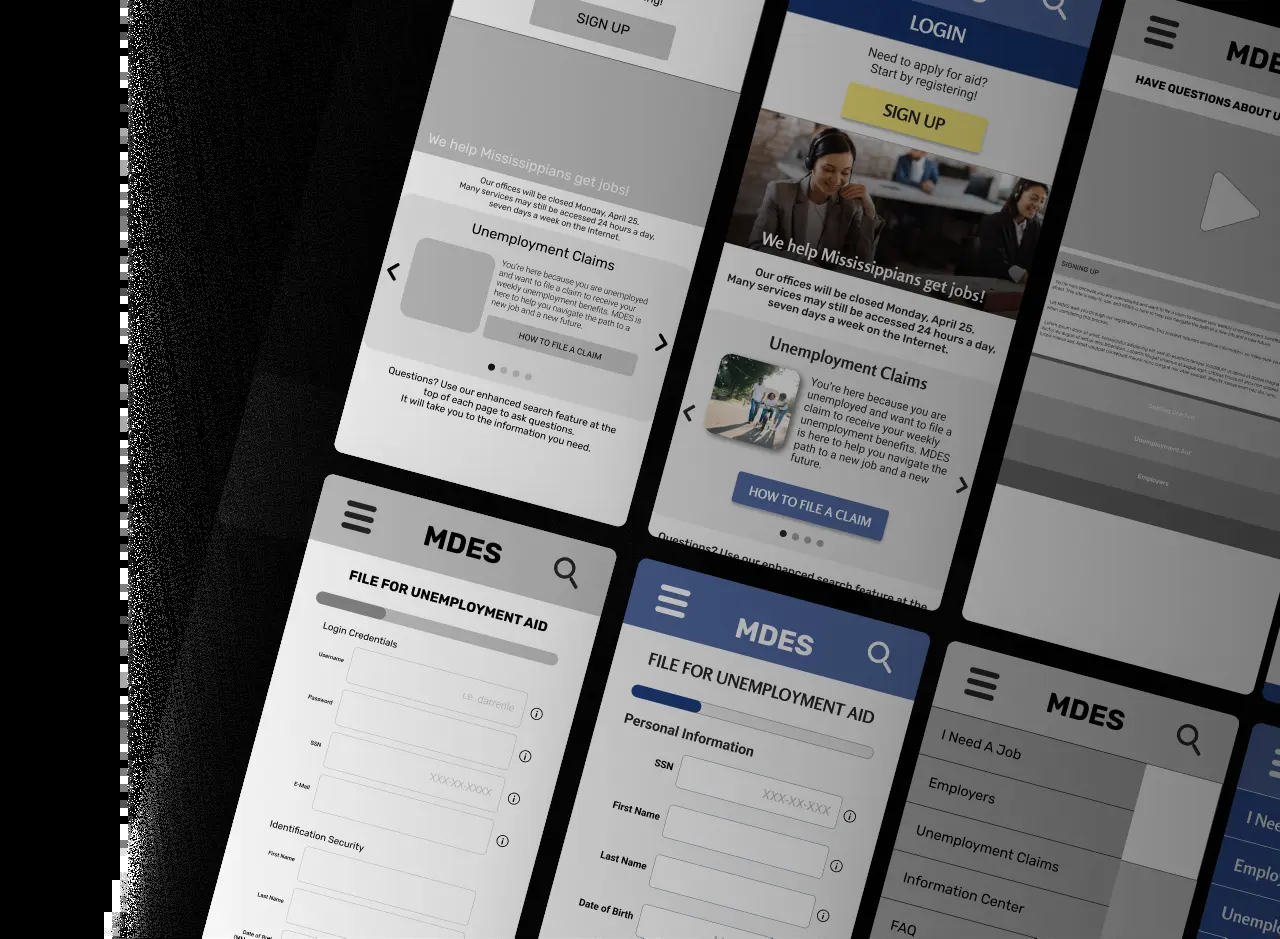 SIGN UP
We help Mississippians get jobs!
Our offices will be closed Monday, April 25.
Many services may still be accessed 24 hours a day,
seven days a week on the Internet.
Unemployment Claims
You're here because you are unemployed
and want to file a claim to receive your
weekly unemployment benefits. MDES is
here to help you navigate the path to a
new job and a new future.
HOW TO FILE A CLAIM
Questions? Use our enhanced search feature at the
top of each page to ask questions.
It will take you to the information you need.
LOGIN
Need to apply for aid?
Start by registering!
SIGN UP
We help Mississippians get jobs!
Our offices will be closed Monday, April 25.
Many services may still be accessed 24 hours a day,
seven days a week on the Internet.
Unemployment Claims
You're here because you are
unemployed and want to file a
claim to receive your weekly
unemployment benefits. MDES
is here to help you navigate the
path to a new job and a new
future.
HOW TO FILE A CLAIM
Questions? Use our enhanced search feature at the
HAVE QUESTIONS ABOUT
SIGNING UP
Unemployment Aid
Employers
MDES
FILE FOR UNEMPLOYMENT AID
Login Credentials
Username
i.e. darrenle
Password
SSN
XXX-XX-XXXX
E-Mail
Identification Security
First Name
Last Name
MDES
FILE FOR UNEMPLOYMENT AID
Personal Information
SSN
XXX-XX-XXX
First Name
Last Name
Date of Birth
MDES
I Need A Job
Employers
Unemployment Claims
Information Center
FAQ